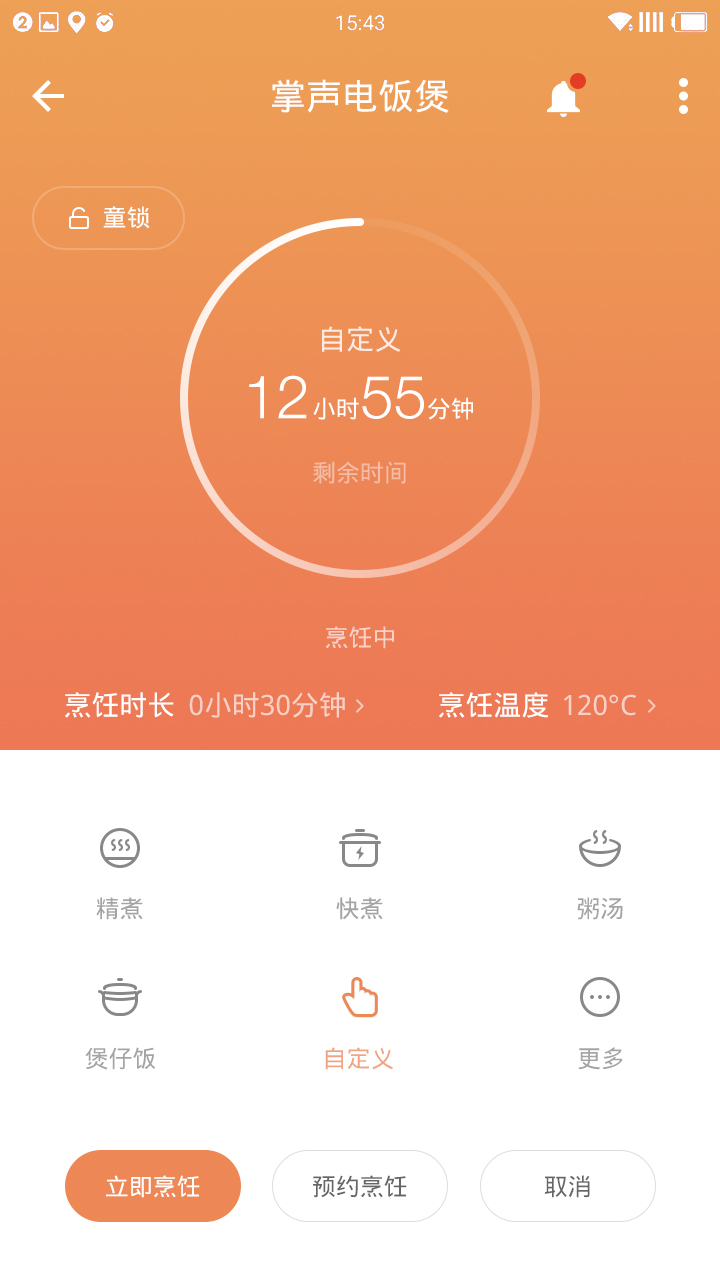 2 15:43
掌声电饭煲
童锁
自定义
12小时55分钟
剩余时间
烹饪中
烹饪时长 0小时30分钟 烹饪温度 120°C
精煮 快煮 粥汤
煲仔饭 自定义 更多
立即烹饪 预约烹饪 取消